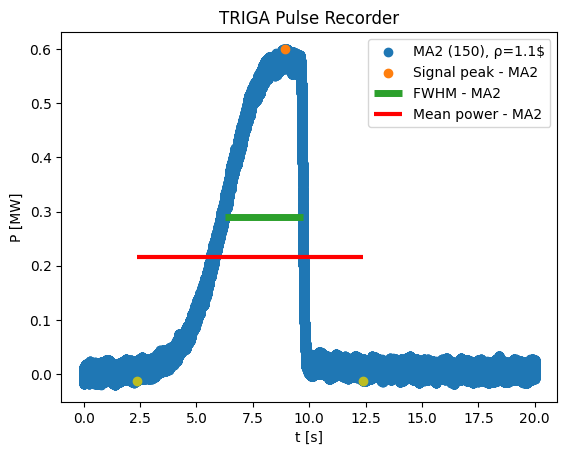 TRIGA Pulse Recorder
MA2 (150), ρ=1.1$
Signal peak - MA2
FWHM - MA2
Mean power - MA2
P [MW]
0.6
0.5
0.4
0.3
0.2
0.1
0.0
0.0 2.5 5.0 7.5 10.0 12.5 15.0 17.5 20.0
t [s]